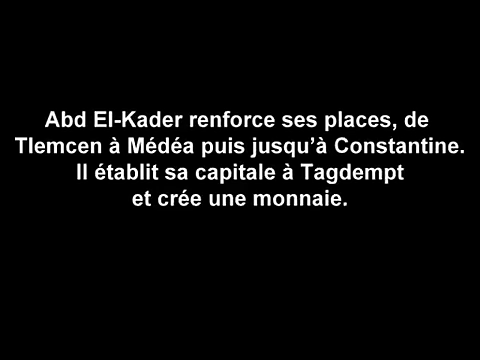 Abd El-Kader renforce ses places, de
Tlemcen à Médéa puis jusqu’à Constantine.
Il établit sa capitale à Tagdempt
et crée une monnaie.